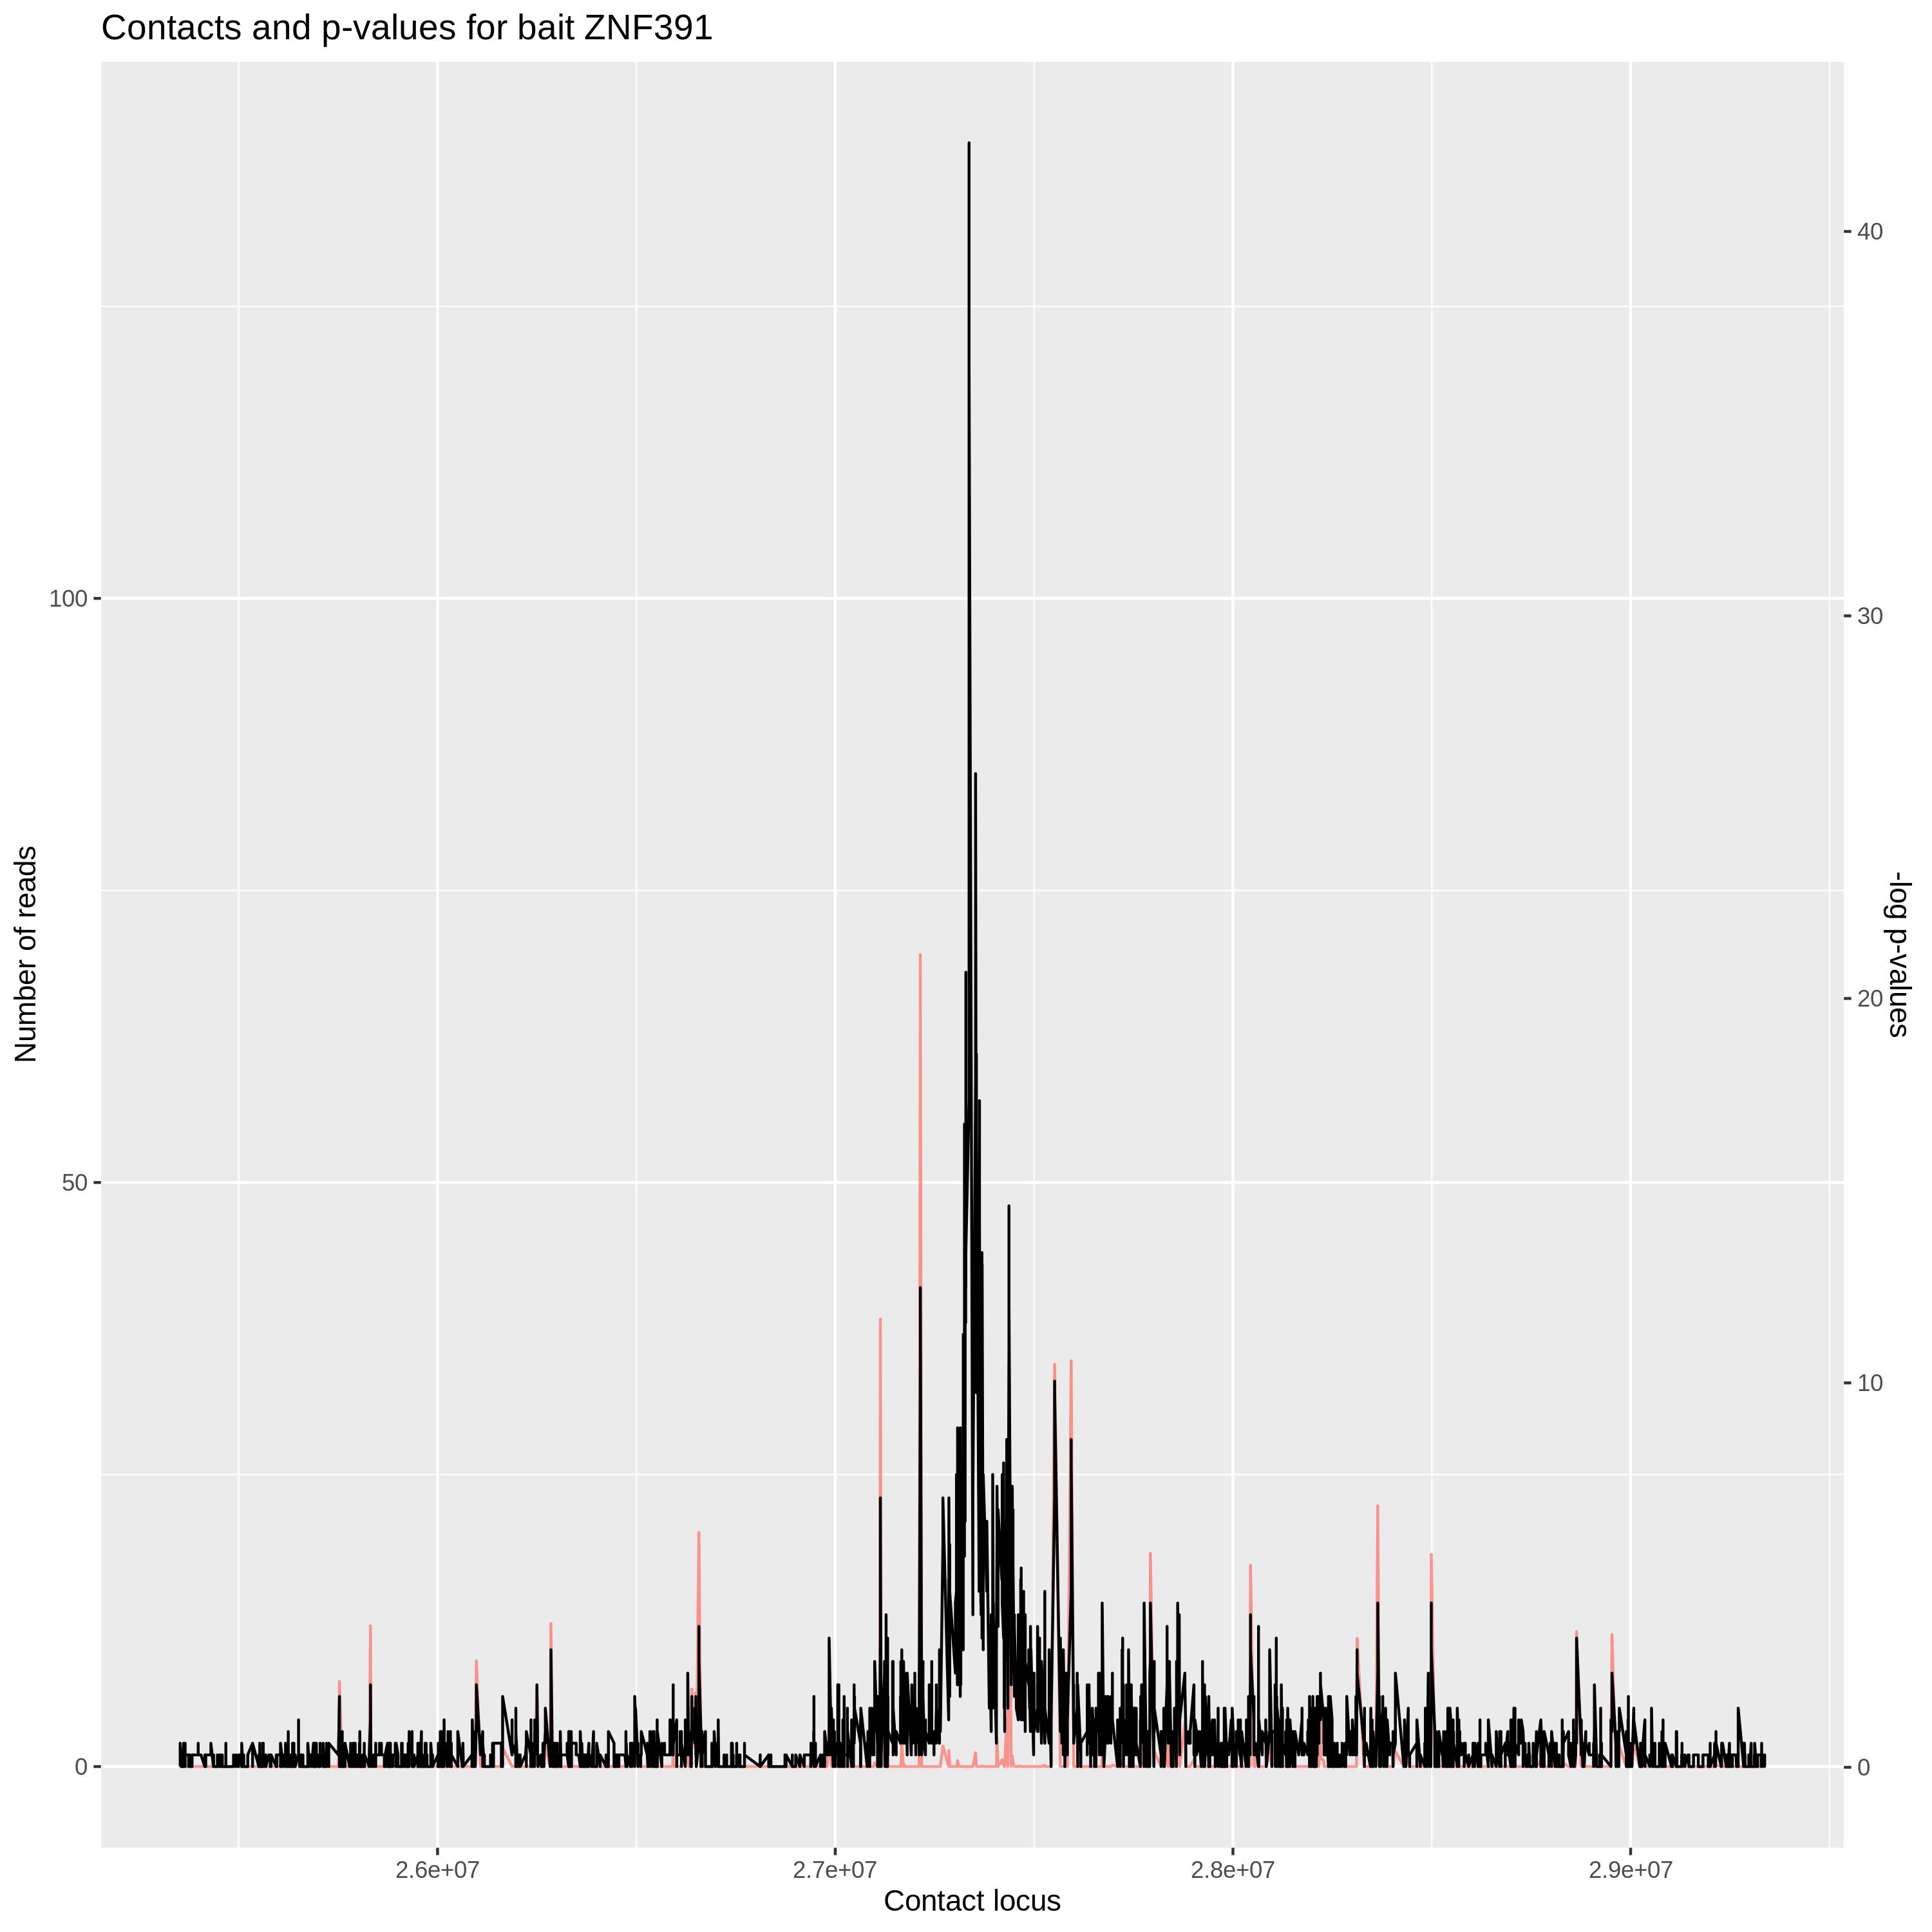 Contacts and p-values for bait ZNF391
Number of reads
100
50
0
40
30
20
10
0
-log p-values
2.6e+07 2.7e+07 2.8e+07 2.9e+07
Contact locus